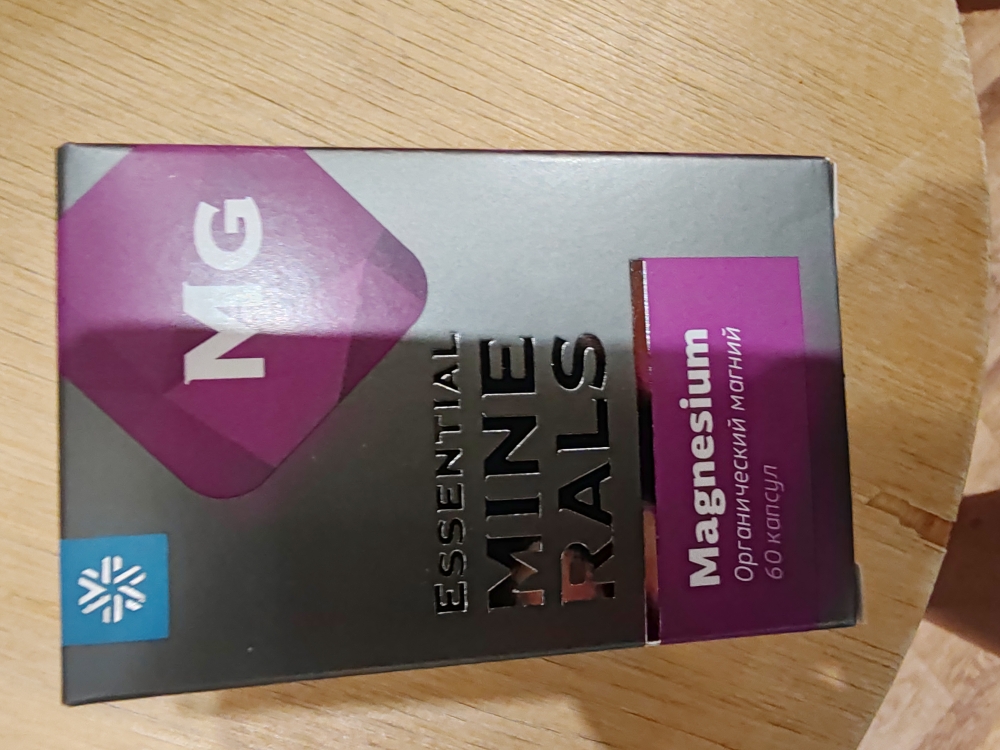 MG
ESSENTIAL
MINE
RALS
Magnesium
Органический магний
60 капсул